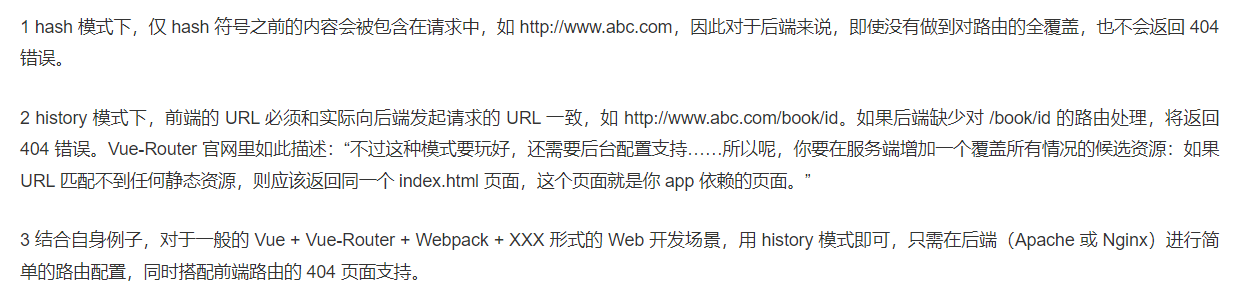 1 hash 模式下，仅 hash 符号之前的内容会被包含在请求中，如 http://www.abc.com，因此对于后端来说，即使没有做到对路由的全覆盖，也不会返回 404
错误。
2 history 模式下，前端的 URL 必须和实际向后端发起请求的 URL 一致，如 http://www.abc.com/book/id。如果后端缺少对 /book/id 的路由处理，将返回
404 错误。Vue-Router 官网里如此描述：“不过这种模式要玩好，还需要后台配置支持……所以呢，你要在服务端增加一个覆盖所有情况的候选资源：如果
URL 匹配不到任何静态资源，则应该返回同一个 index.html 页面，这个页面就是你 app 依赖的页面。”
3 结合自身例子，对于一般的 Vue + Vue-Router + Webpack + XXX 形式的 Web 开发场景，用 history 模式即可，只需在后端（Apache 或 Nginx）进行简
单的路由配置，同时搭配前端路由的 404 页面支持。